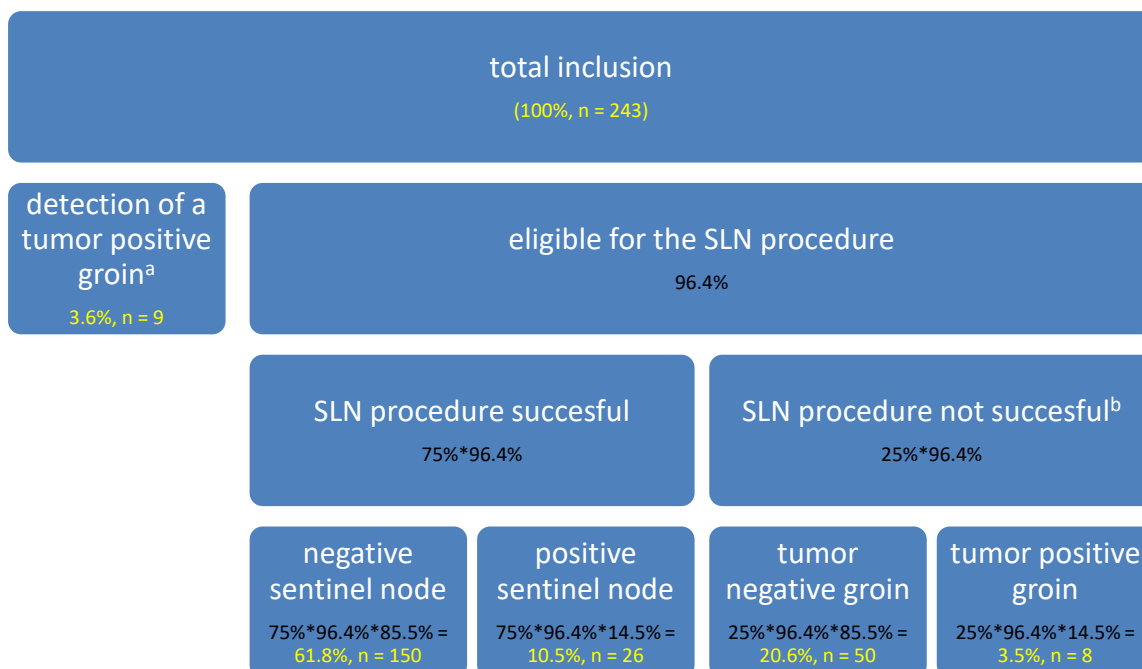 total inclusion
(100%, n = 243)
detection of a
tumor positive
groinᵃ
3.6%, n = 9
eligible for the SLN procedure
96.4%
SLN procedure succesful
75%*96.4%
SLN procedure not succesfulᵇ
25%*96.4%
negative
sentinel node
75%*96.4%*85.5% =
61.8%, n = 150
positive
sentinel node
75%*96.4%*14.5% =
10.5%, n = 26
tumor
negative groin
25%*96.4%*85.5% =
20.6%, n = 50
tumor positive
groin
25%*96.4%*14.5% =
3.5%, n = 8